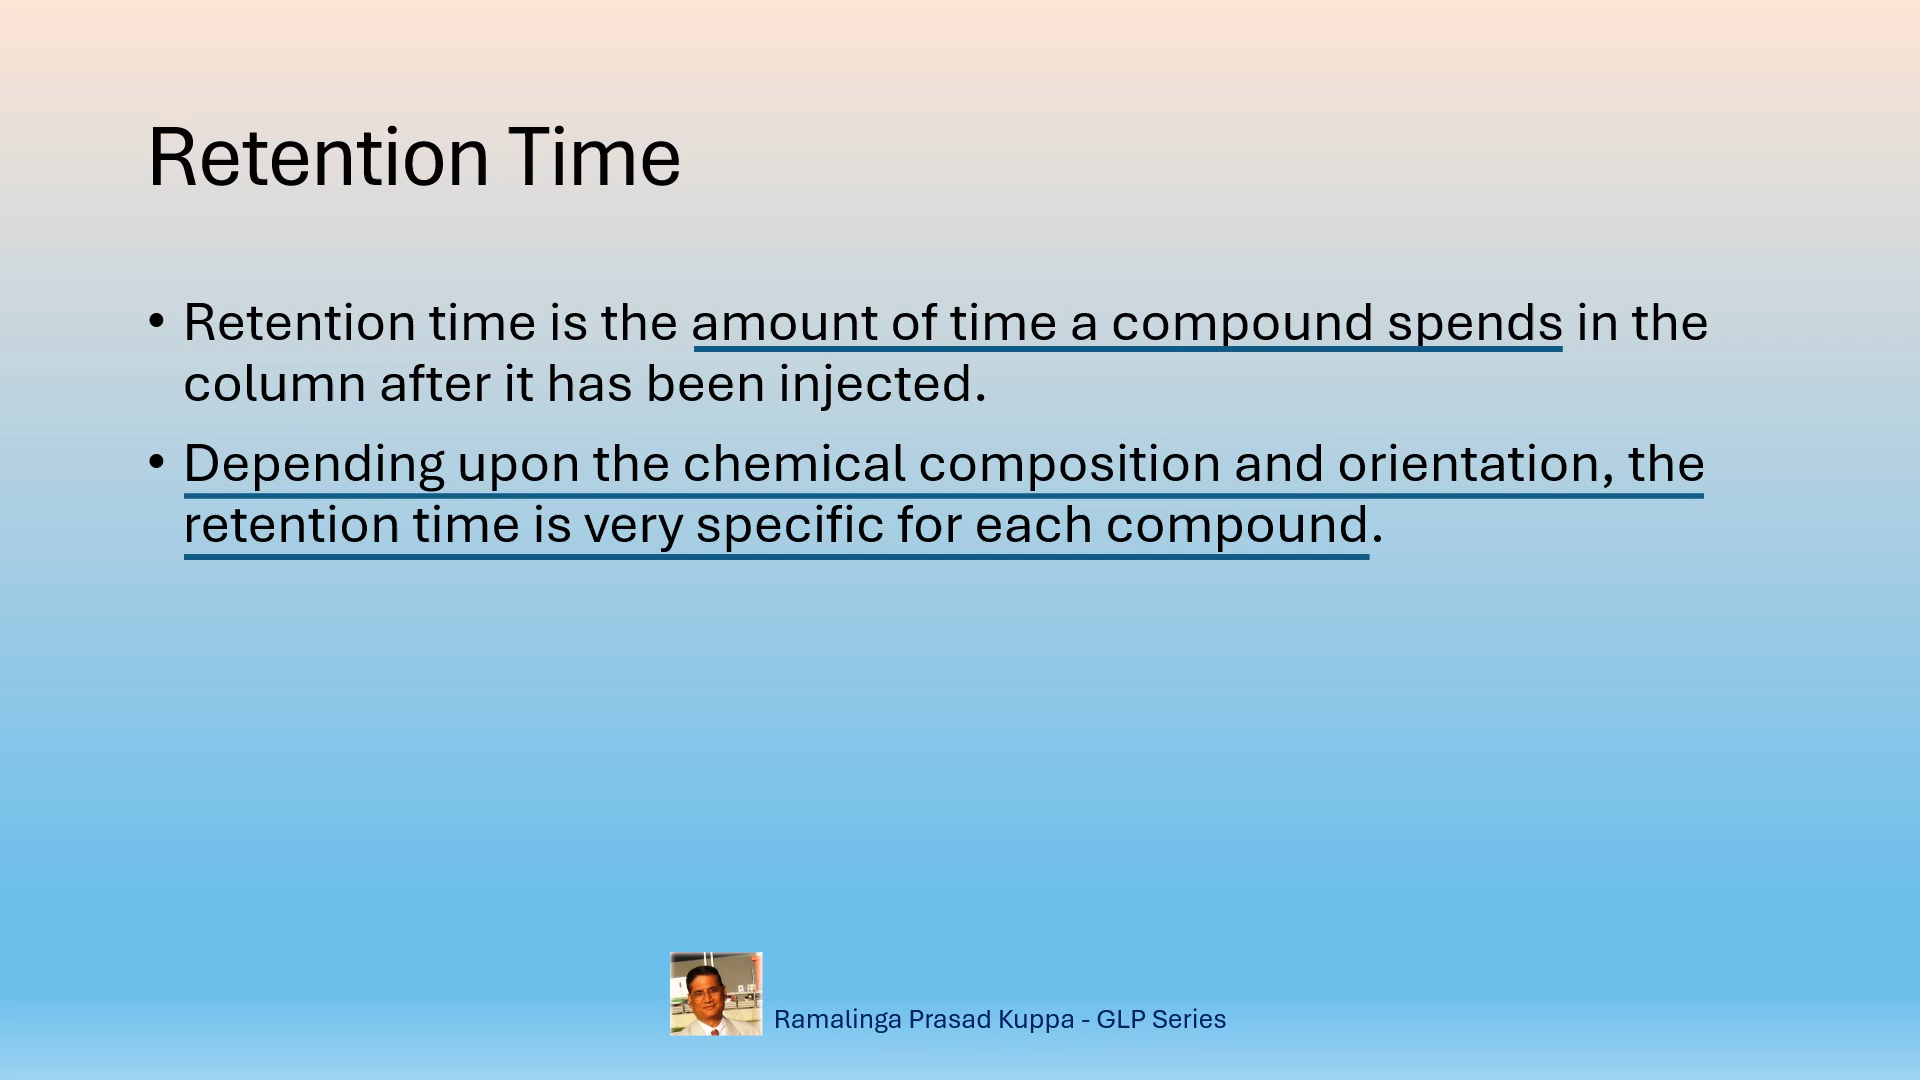 Retention Time
• Retention time is the amount of time a compound spends in the
column after it has been injected.
• Depending upon the chemical composition and orientation, the
retention time is very specific for each compound.
Ramalinga Prasad Kuppa - GLP Series